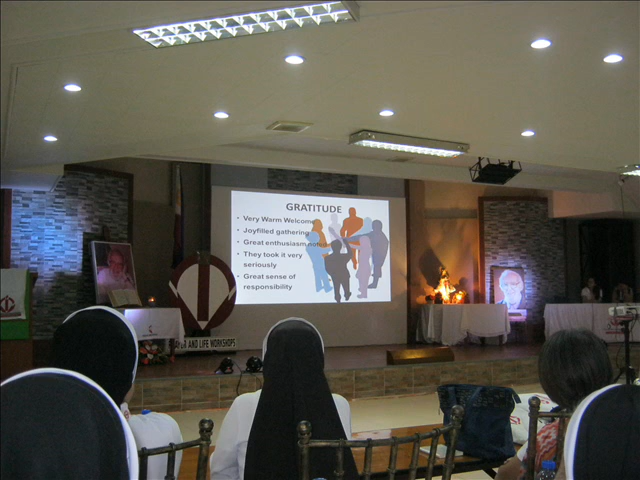 GRATITUDE
• Very Warm Welcome
• Joyfilled gathering
• Great enthusiasm noted
• They took it very
seriously
• Great sense of
responsibility
AND LIFE WORKSHOPS